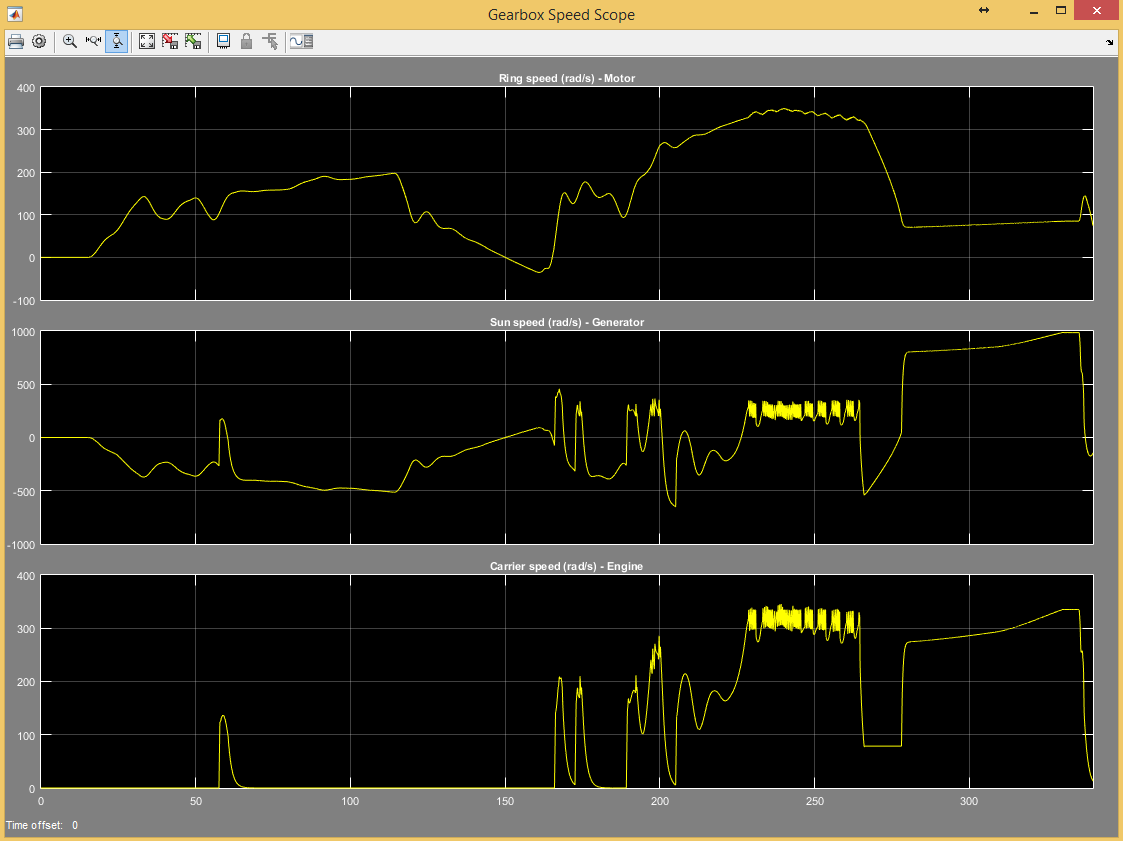 Gearbox Speed Scope
Ring speed (rad/s) - Motor
400
300
200
100
0
-100
Sun speed (rad/s) - Generator
1000
500
0
-500
-1000
Carrier speed (rad/s) - Engine
400
300
200
100
0
0 50 100 150 200 250 300
Time offset: 0